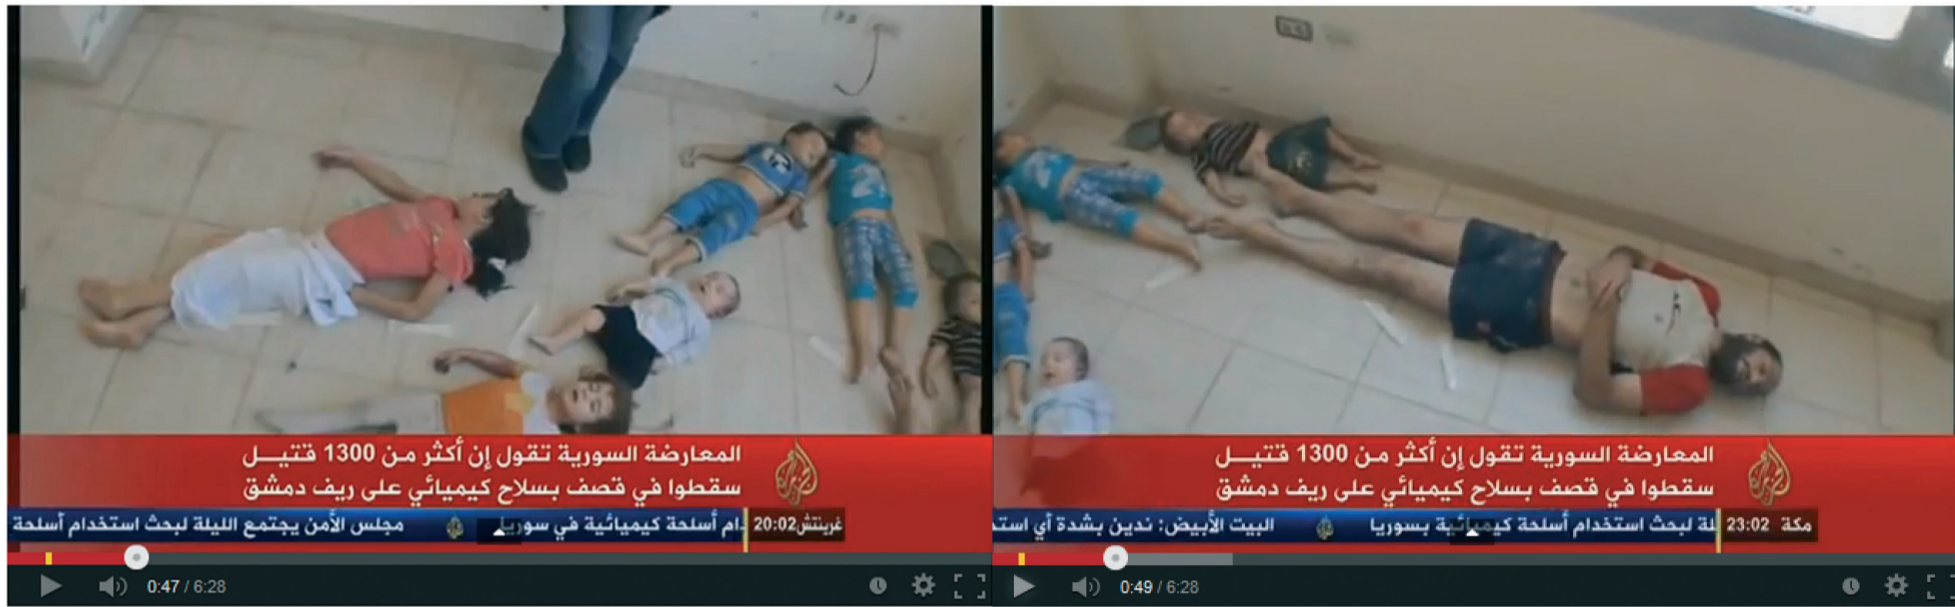 المعارضة السورية تقول إن أكثر من 1300 قتيل
سقطوا في قصف بسلاح كيميائي على ريف دمشق
غرينتش 20:02
دام أسلحة كيميائية في سوريا
مجلس الأمن يجتمع الليلة لبحث استخدام أسلحة
0:47 / 6:28
المعارضة السورية تقول إن أكثر من 1300 قتيل
سقطوا في قصف بسلاح كيميائي على ريف دمشق
مكة 23:02
لة لبحث استخدام أسلحة كيميائية بسوريا
البيت الأبيض: ندين بشدة أي است
0:49 / 6:28